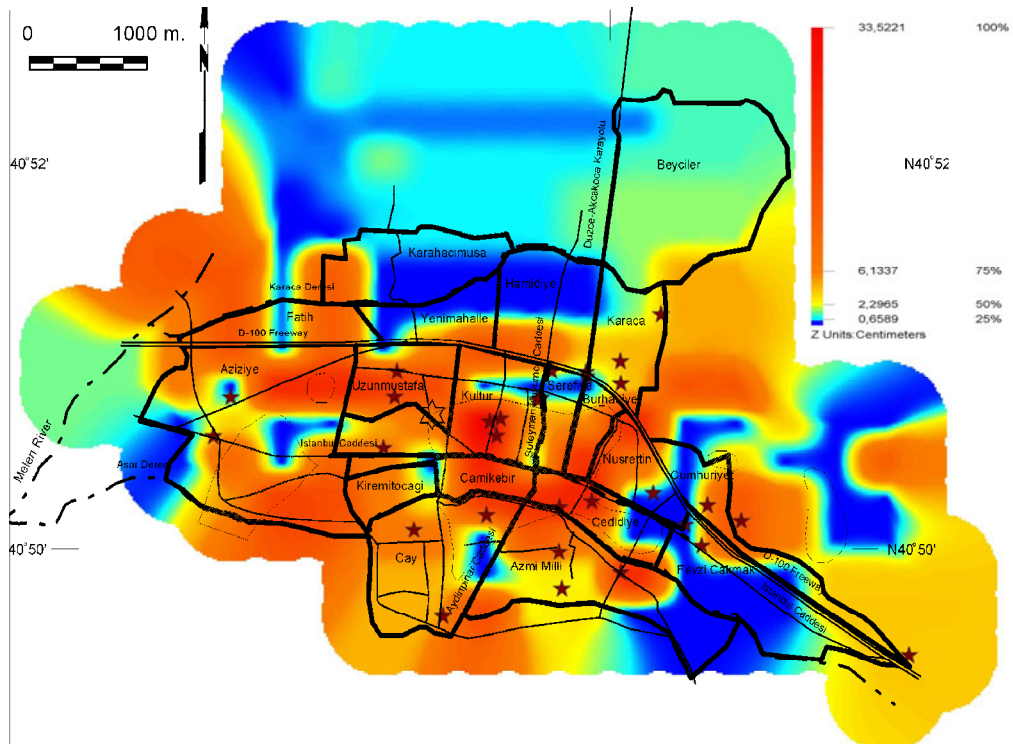 0 1000 m.
33,5221 100%
40°52'
N40°52'
Beyciler
Duzce-Akcakoca Karayolu
Karahacimusa
6,1337 75%
Karaca Deresi
Hamidiye
2,2965 50%
Fatih
Yenimahalle
Karaca
0,6589 25%
D-100 Freeway
Z Units:Centimeters
Aziziye
Uzunmustafa
Kultur
Serefiye
Burhaniye
Melen River
Istanbul Caddesi
Asar Deresi
Nusrettin
Kiremitocagi
Camikebir
Cumhuriyet
Cedidiye
40°50'
N40°50'
Cay
Azmi Milli
Fevzi Cakmak
D-100 Freeway
Aydinpinar Caddesi
Istanbul Caddesi